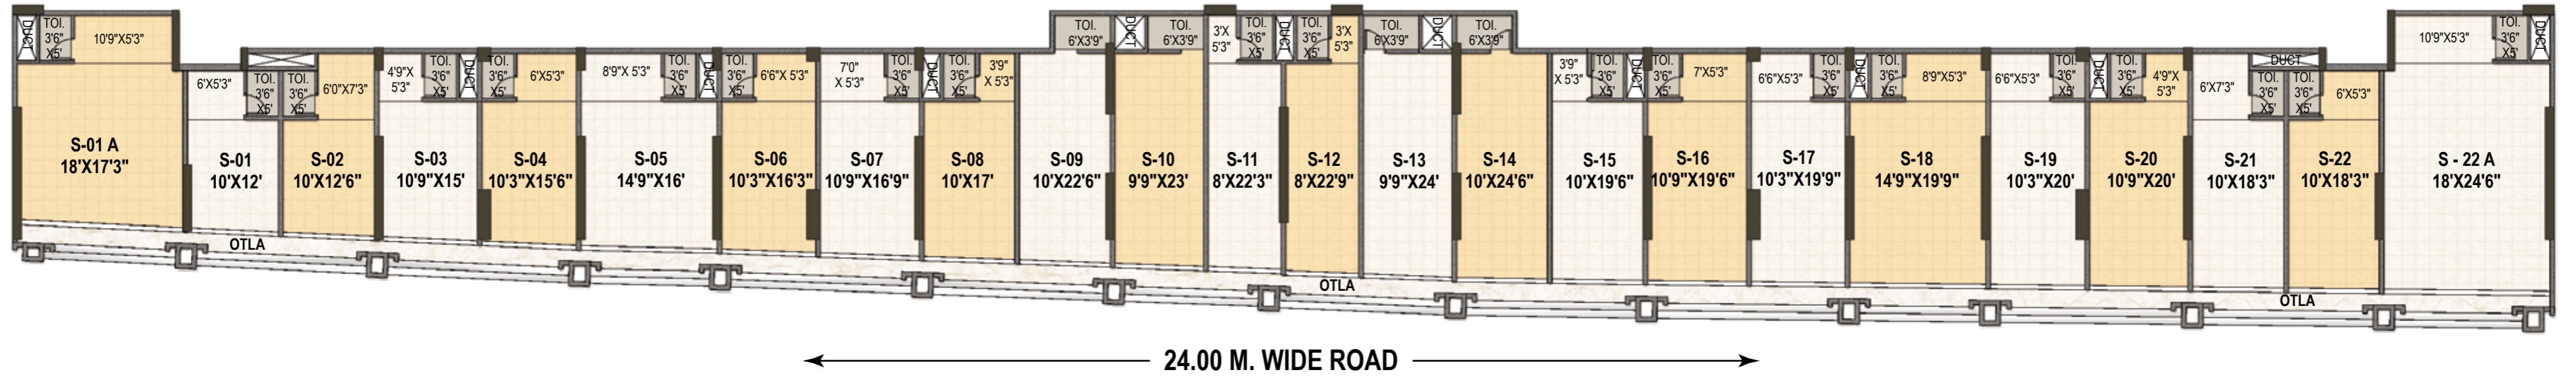 DUCT
TOI.
3'6"
X5'
10'9"X5'3"
S-01 A
18'X17'3"
6'X5'3"
TOI.
3'6"
X5'
S-01
10'X12'
TOI.
3'6"
X5'
6'0"X7'3"
S-02
10'X12'6"
4'9"X
5'3"
TOI.
3'6"
X5'
DUCT
S-03
10'9"X15'
TOI.
3'6"
X5'
6'X5'3"
S-04
10'3"X15'6"
8'9"X 5'3"
TOI.
3'6"
X5'
DUCT
S-05
14'9"X16'
TOI.
3'6"
X5'
6'6"X 5'3"
S-06
10'3"X16'3"
7'0"
X 5'3"
TOI.
3'6"
X5'
DUCT
S-07
10'9"X16'9"
TOI.
3'6"
X5'
3'9"
X 5'3"
S-08
10'X17'
TOI.
6'X3'9"
DUCT
S-09
10'X22'6"
TOI.
6'X3'9"
S-10
9'9"X23'
3'X
5'3"
TOI.
3'6"
X5'
DUCT
S-11
8'X22'3"
TOI.
3'6"
X5'
3'X
5'3"
S-12
8'X22'9"
TOI.
6'X3'9"
DUCT
S-13
9'9"X24'
TOI.
6'X3'9"
S-14
10'X24'6"
3'9"
X 5'3"
TOI.
3'6"
X5'
DUCT
S-15
10'X19'6"
TOI.
3'6"
X5'
7'X5'3"
S-16
10'9"X19'6"
6'6"X5'3"
TOI.
3'6"
X5'
DUCT
S-17
10'3"X19'9"
TOI.
3'6"
X5'
8'9"X5'3"
S-18
14'9"X19'9"
6'6"X5'3"
TOI.
3'6"
X5'
DUCT
S-19
10'3"X20'
TOI.
3'6"
X5'
4'9"X
5'3"
S-20
10'9"X20'
6'X7'3"
DUCT
TOI.
3'6"
X5'
S-21
10'X18'3"
TOI.
3'6"
X5'
6'X5'3"
S-22
10'X18'3"
10'9"X5'3"
TOI.
3'6"
X5'
DUCT
S - 22 A
18'X24'6"
OTLA
OTLA
OTLA
24.00 M. WIDE ROAD